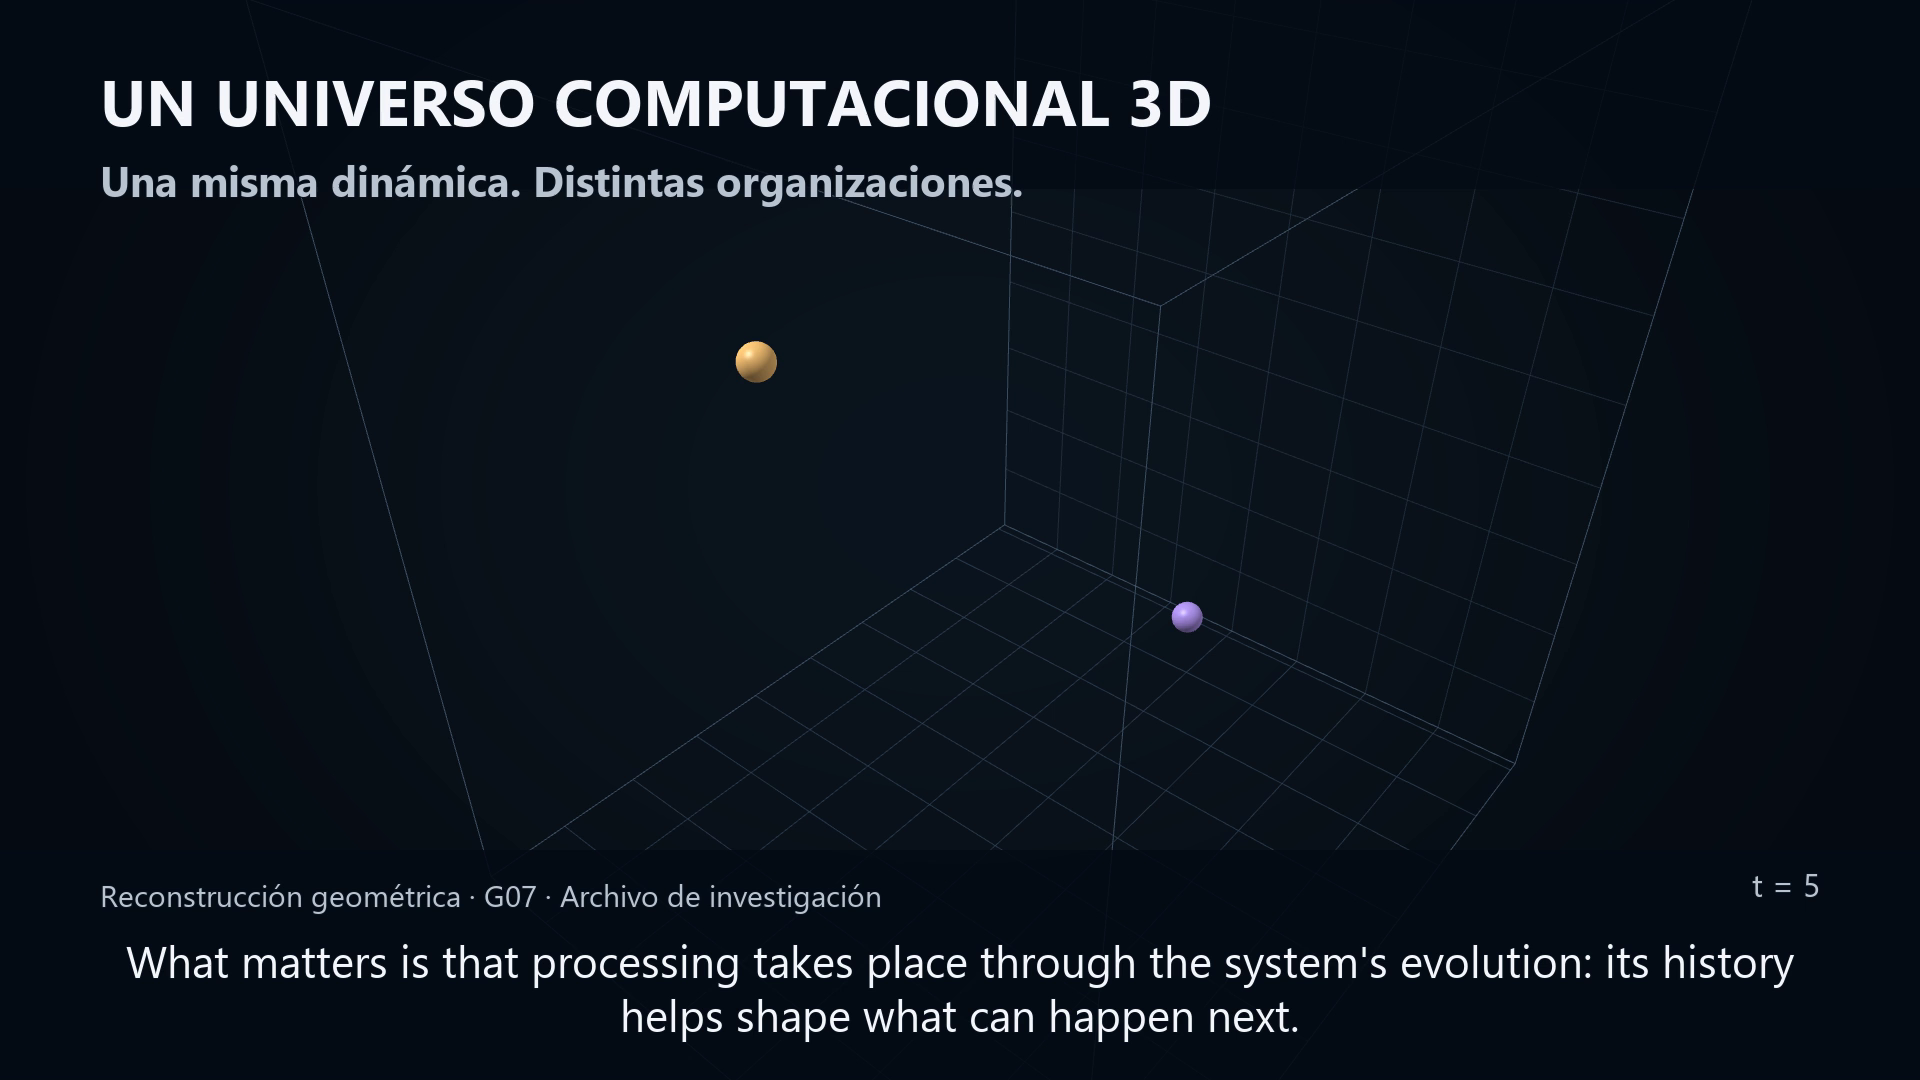 UN UNIVERSO COMPUTACIONAL 3D
Una misma dinámica. Distintas organizaciones.
Reconstrucción geométrica · G07 · Archivo de investigación
t = 5
What matters is that processing takes place through the system's evolution: its history
helps shape what can happen next.